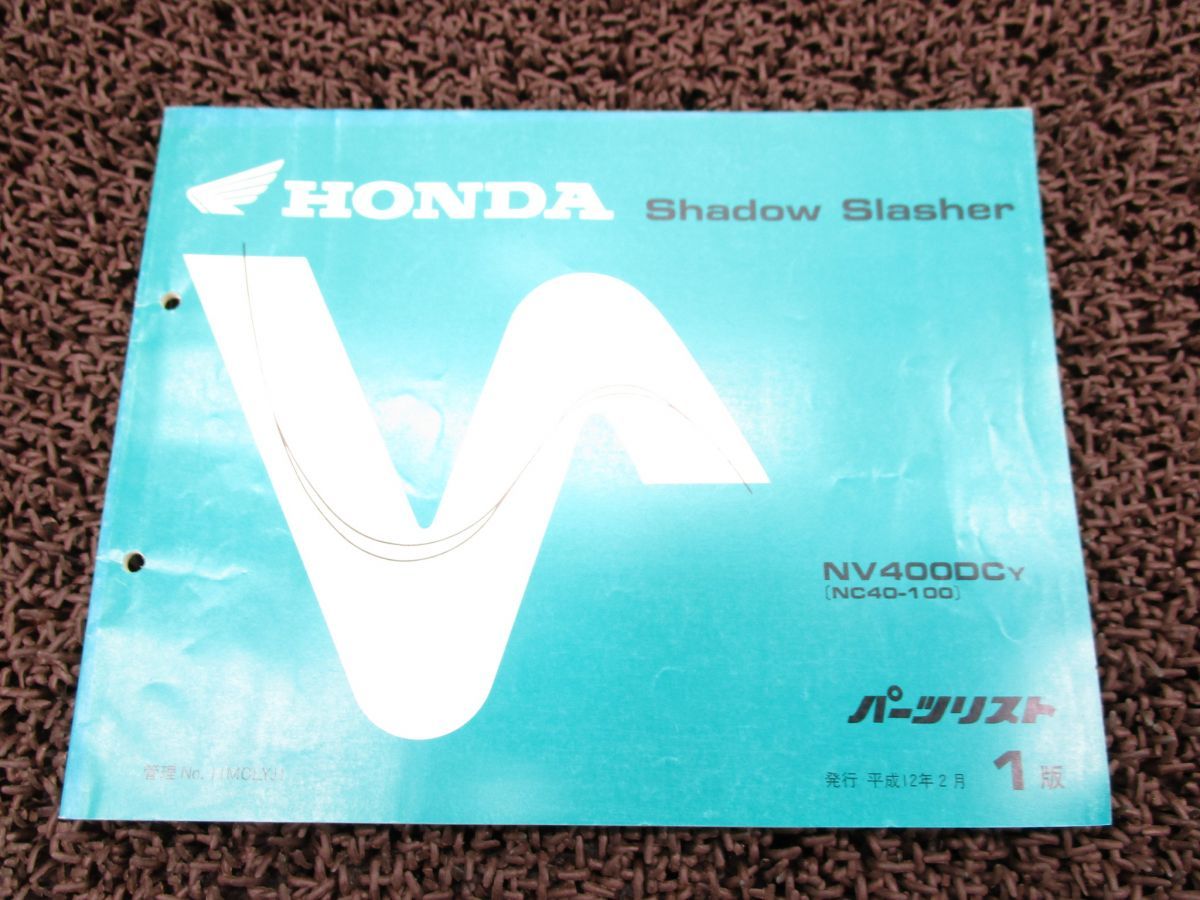 HONDA Shadow Slasher
NV400DCY
〔NC40-100〕
パーツリスト
管理 No.
発行 平成12年2月 1版